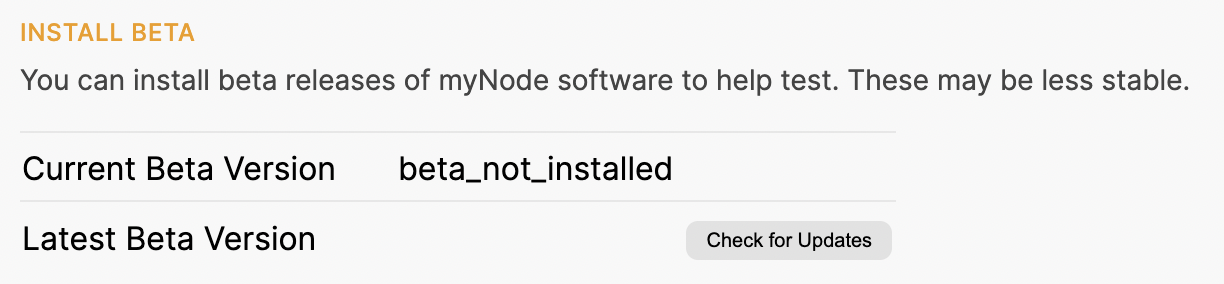 INSTALL BETA
You can install beta releases of myNode software to help test. These may be less stable.
Current Beta Version beta_not_installed
Latest Beta Version Check for Updates